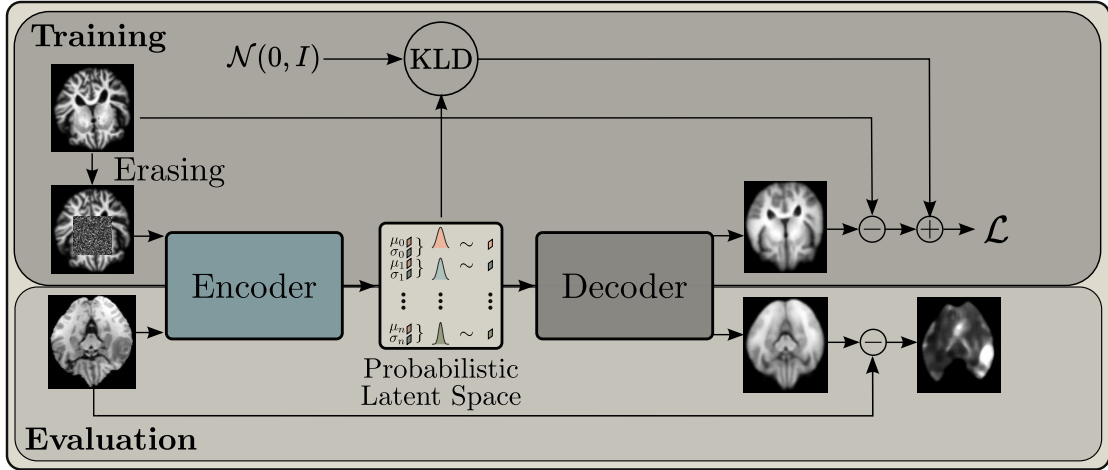 Training
𝒩(0, I)
KLD
Erasing
Encoder
μ₀
σ₀
} ∼
μ₁
σ₁
} ∼
⋮ ⋮ ⋮
μₙ
σₙ
} ∼
Decoder
− + ℒ
Probabilistic
Latent Space
−
Evaluation